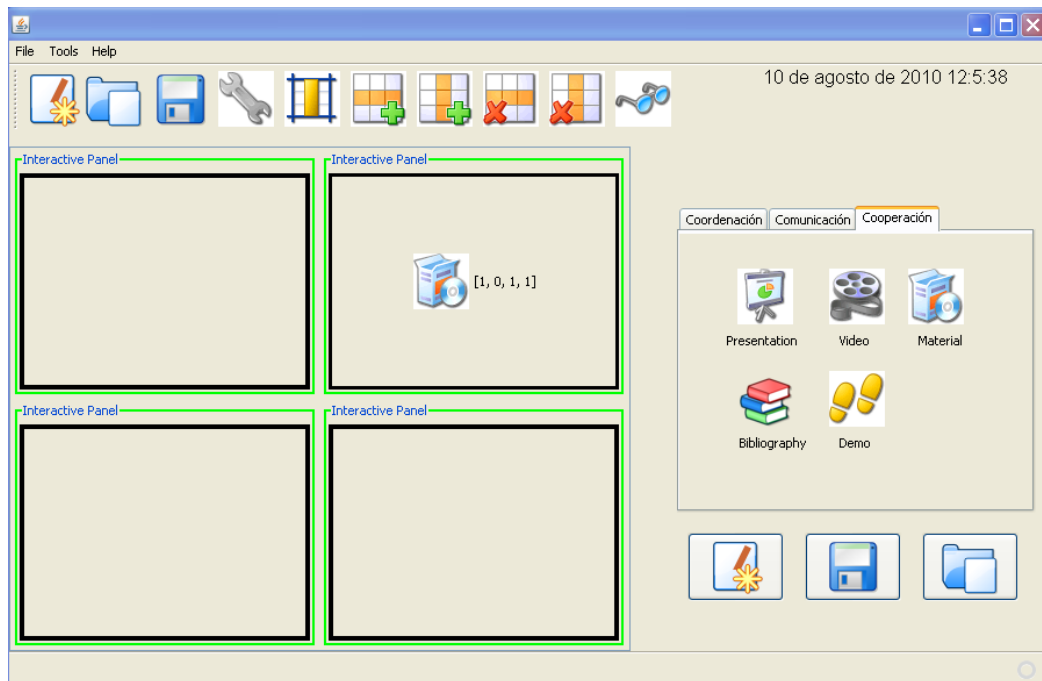 File Tools Help
10 de agosto de 2010 12:5:38
Interactive Panel
Interactive Panel
[1, 0, 1, 1]
Interactive Panel
Interactive Panel
Coordenación Comunicación Cooperación
Presentation Video Material
Bibliography Demo